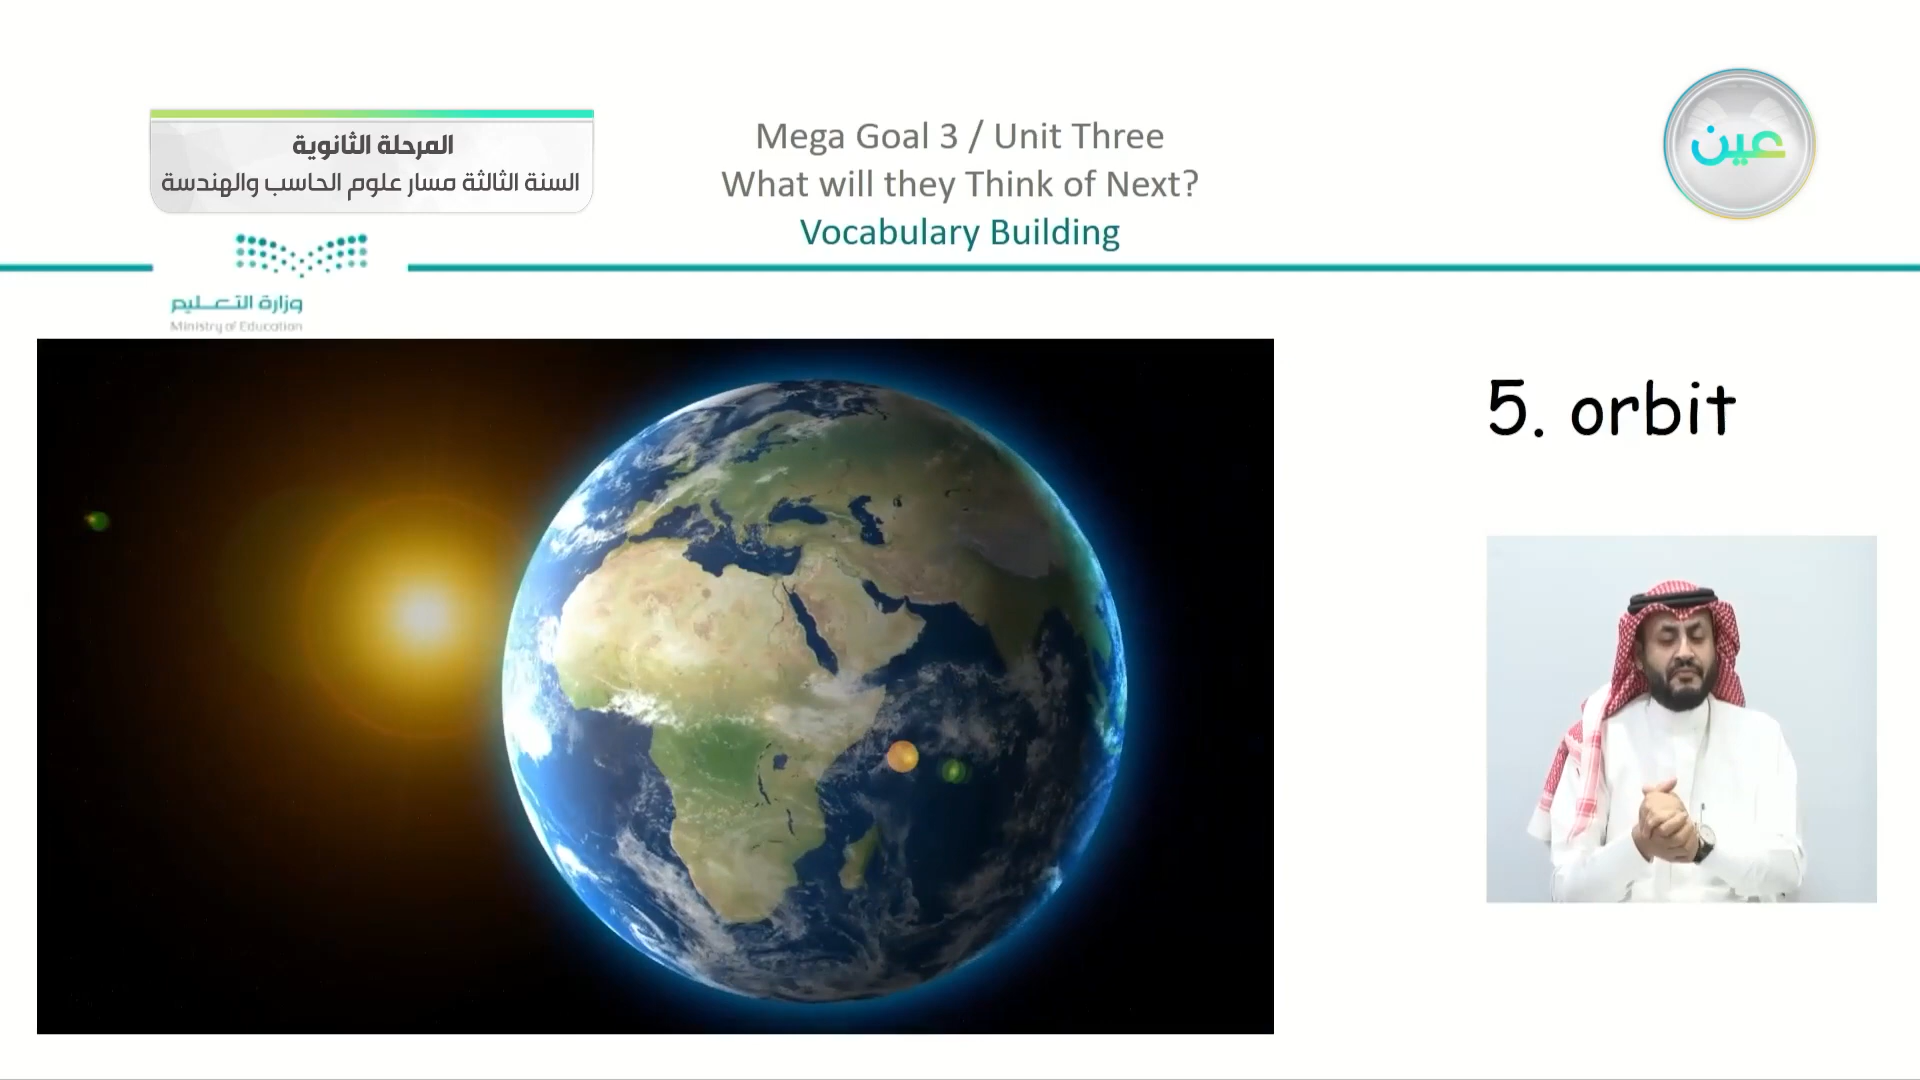 المرحلة الثانوية
السنة الثالثة مسار علوم الحاسب والهندسة
Mega Goal 3 / Unit Three
What will they Think of Next?
Vocabulary Building
عين
وزارة التعليم
Ministry of Education
5. orbit